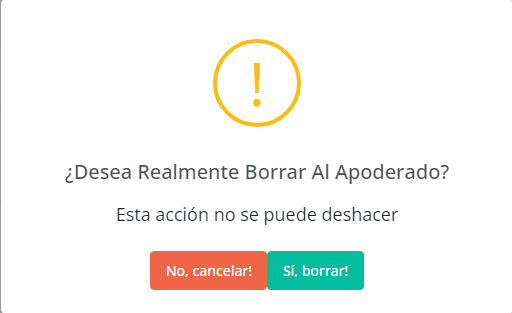 !
¿Desea Realmente Borrar Al Apoderado?
Esta acción no se puede deshacer
No, cancelar! Sí, borrar!